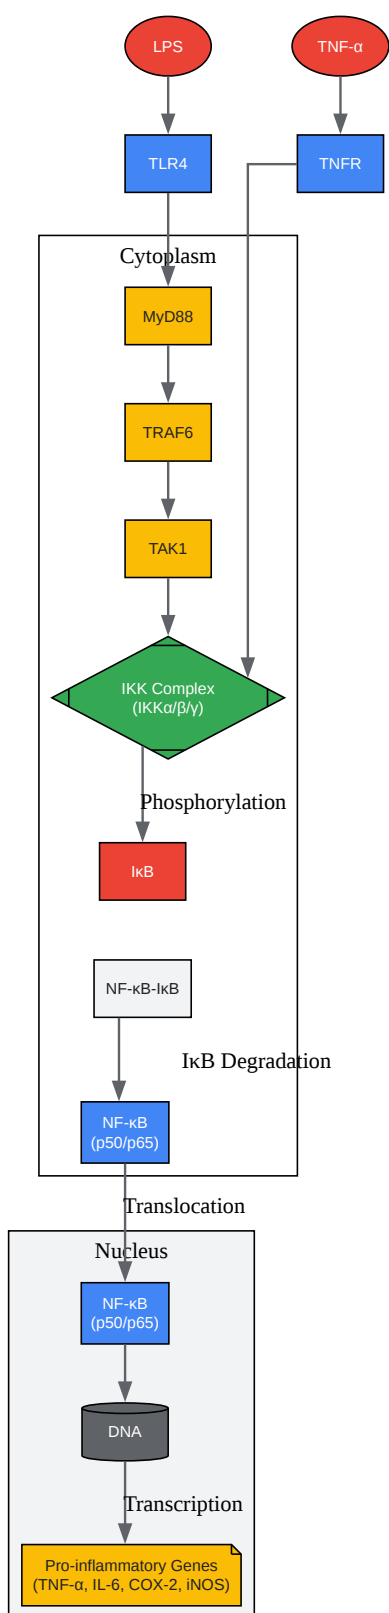 LPS
TNF-α
TLR4
TNFR
Cytoplasm
MyD88
TRAF6
TAK1
IKK Complex
(IKKα/β/γ)
Phosphorylation
IκB
NF-κB-IκB
IκB Degradation
NF-κB
(p50/p65)
Translocation
Nucleus
NF-κB
(p50/p65)
DNA
Transcription
Pro-inflammatory Genes
(TNF-α, IL-6, COX-2, iNOS)